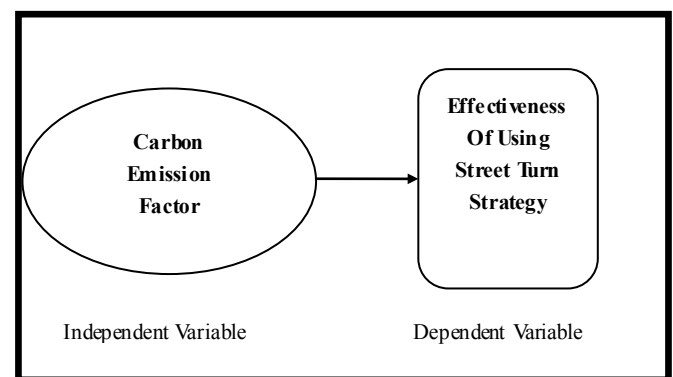 Carbon
Emission
Factor
Effectiveness
Of Using
Street Turn
Strategy
Independent Variable
Dependent Variable